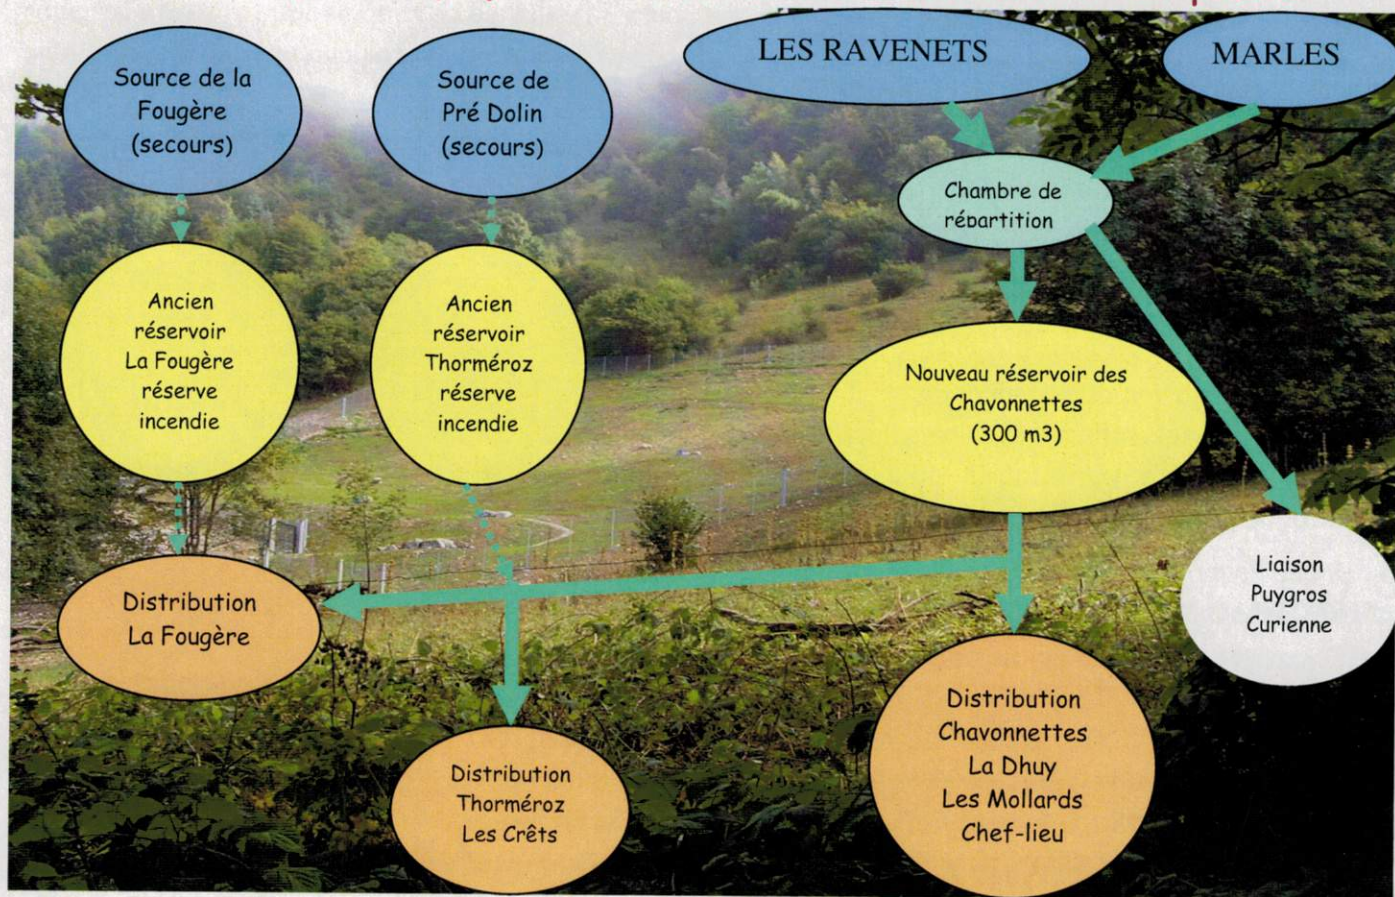 Source de la
Fougère
(secours)
Source de
Pré Dolin
(secours)
LES RAVENETS
MARLES
Chambre de
répartition
Ancien
réservoir
La Fougère
réserve
incendie
Ancien
réservoir
Thorméroz
réserve
incendie
Nouveau réservoir des
Chavonnettes
(300 m3)
Liaison
Puygros
Curienne
Distribution
La Fougère
Distribution
Thorméroz
Les Crêts
Distribution
Chavonnettes
La Dhuy
Les Mollards
Chef-lieu